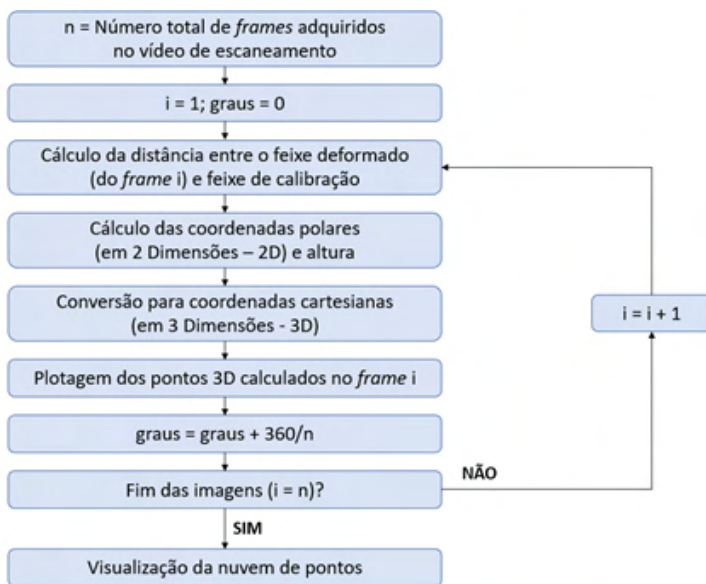 n = Número total de frames adquiridos
no vídeo de escaneamento
i = 1; graus = 0
Cálculo da distância entre o feixe deformado
(do frame i) e feixe de calibração
Cálculo das coordenadas polares
(em 2 Dimensões – 2D) e altura
Conversão para coordenadas cartesianas
(em 3 Dimensões - 3D)
i = i + 1
Plotagem dos pontos 3D calculados no frame i
graus = graus + 360/n
Fim das imagens (i = n)?
NÃO
SIM
Visualização da nuvem de pontos